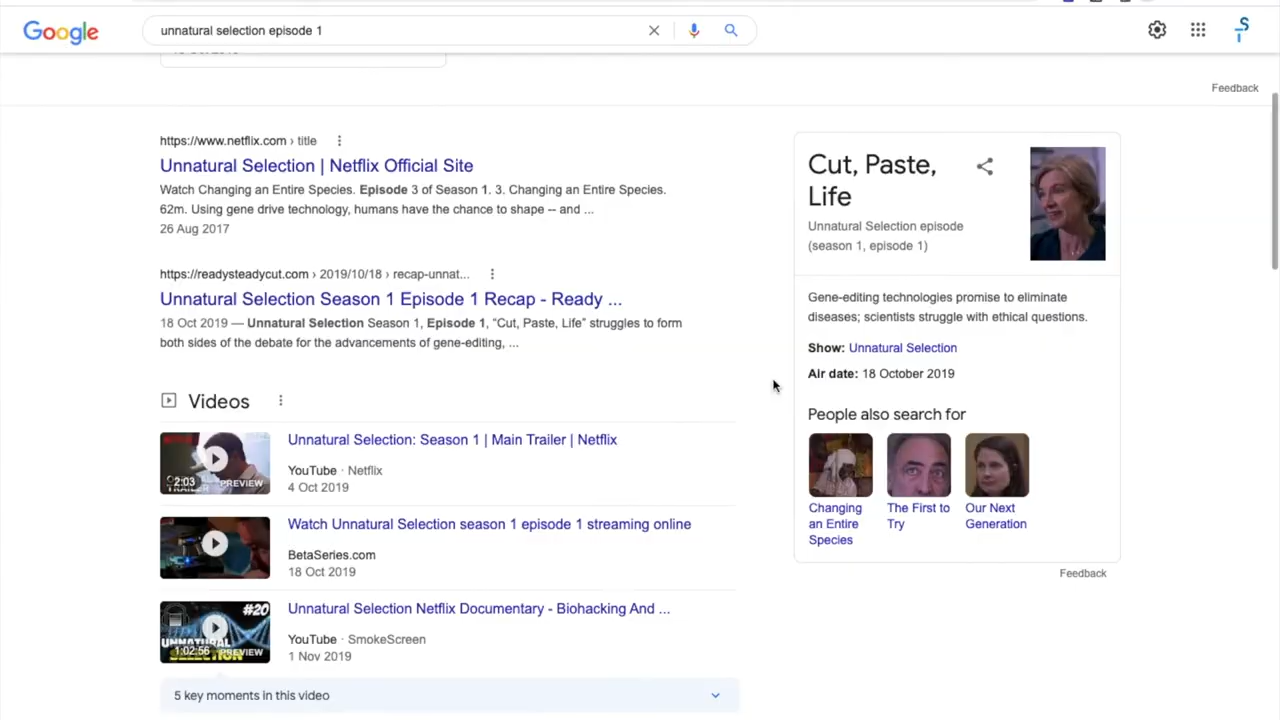 Google
unnatural selection episode 1
Feedback
https://www.netflix.com › title
Unnatural Selection | Netflix Official Site
Watch Changing an Entire Species. Episode 3 of Season 1. 3. Changing an Entire Species.
62m. Using gene drive technology, humans have the chance to shape -- and ...
26 Aug 2017
https://readysteadycut.com › 2019/10/18 › recap-unnat...
Unnatural Selection Season 1 Episode 1 Recap - Ready ...
18 Oct 2019 — Unnatural Selection Season 1, Episode 1, “Cut, Paste, Life” struggles to form
both sides of the debate for the advancements of gene-editing, ...
Videos
2:03
PREVIEW
Unnatural Selection: Season 1 | Main Trailer | Netflix
YouTube · Netflix
4 Oct 2019
Watch Unnatural Selection season 1 episode 1 streaming online
BetaSeries.com
18 Oct 2019
#20
UNNATURAL
SELECTION
1:02:56
PREVIEW
Unnatural Selection Netflix Documentary - Biohacking And ...
YouTube · SmokeScreen
1 Nov 2019
5 key moments in this video
Cut, Paste,
Life
Unnatural Selection episode
(season 1, episode 1)
Gene-editing technologies promise to eliminate
diseases; scientists struggle with ethical questions.
Show: Unnatural Selection
Air date: 18 October 2019
People also search for
Changing
an Entire
Species
The First to
Try
Our Next
Generation
Feedback